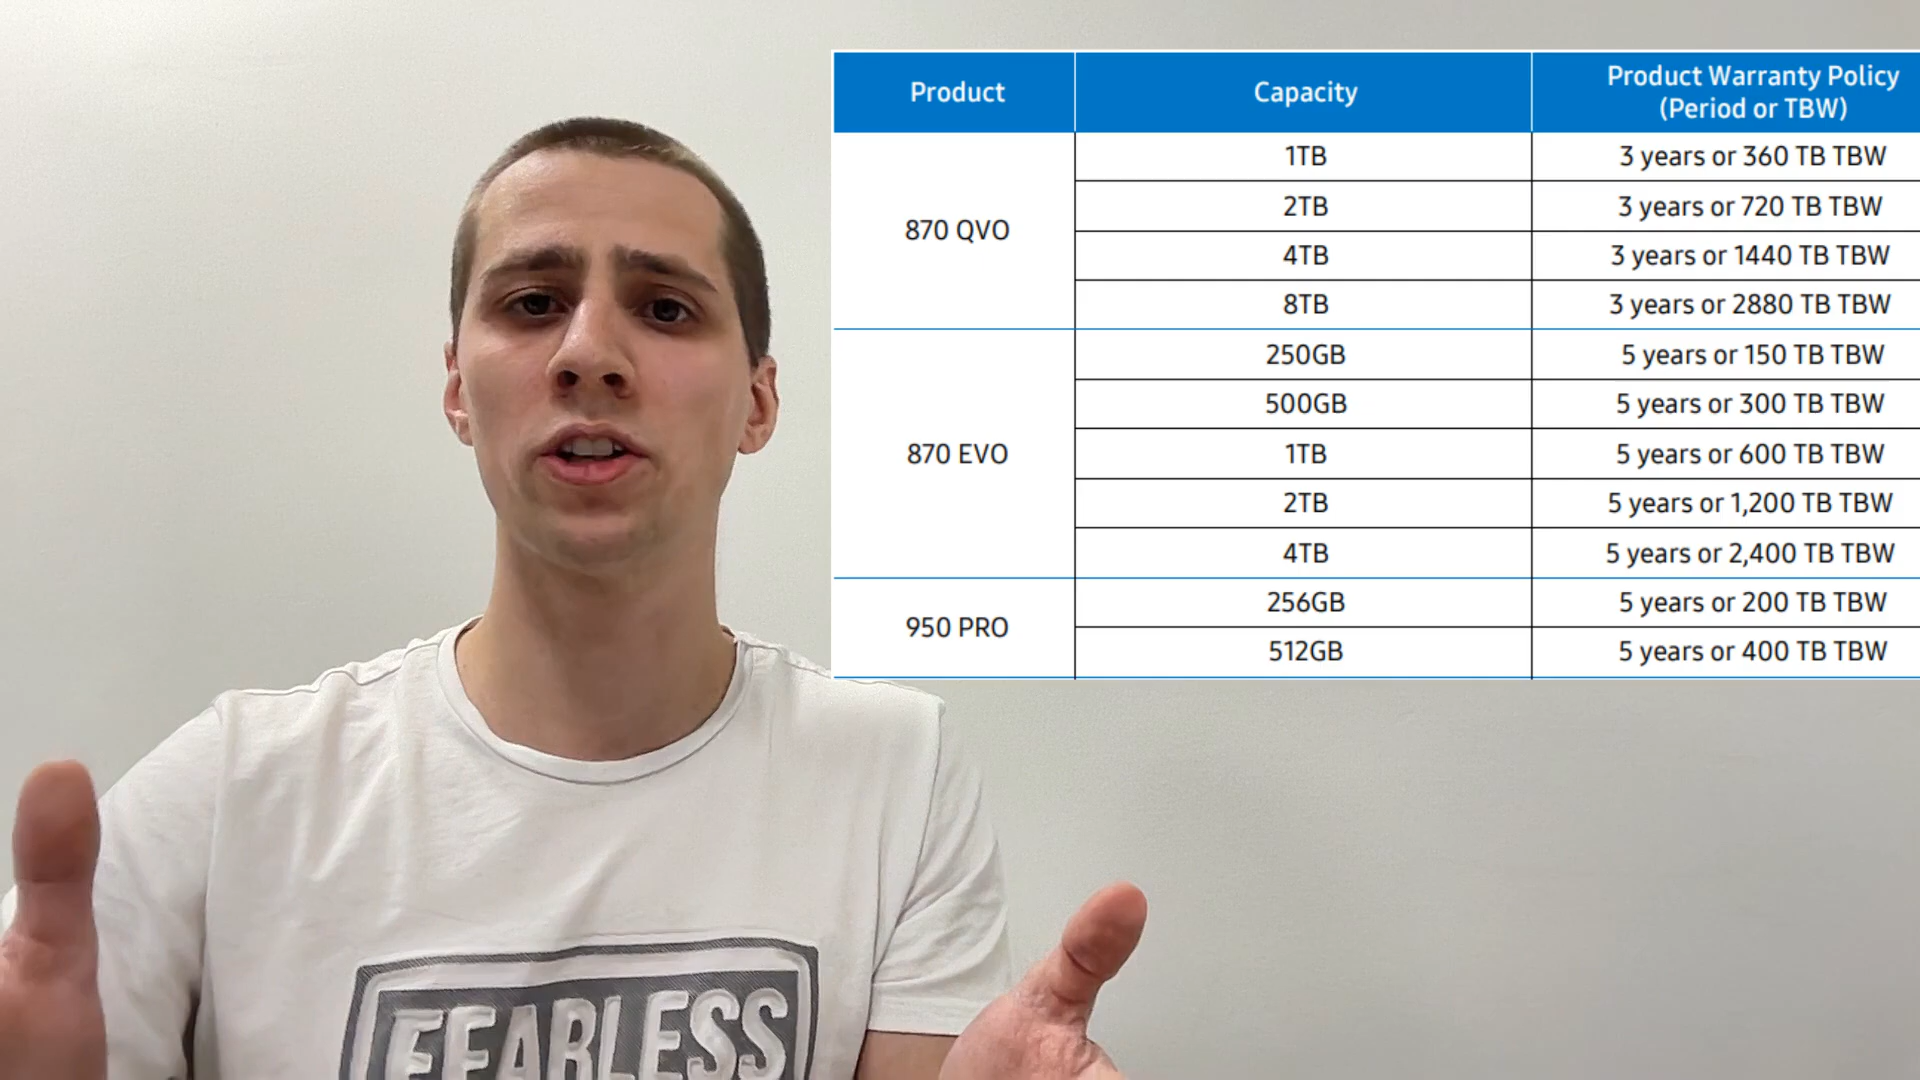 Product Capacity Product Warranty Policy
(Period or TBW)
870 QVO
1TB 3 years or 360 TB TBW
2TB 3 years or 720 TB TBW
4TB 3 years or 1440 TB TBW
8TB 3 years or 2880 TB TBW
870 EVO
250GB 5 years or 150 TB TBW
500GB 5 years or 300 TB TBW
1TB 5 years or 600 TB TBW
2TB 5 years or 1,200 TB TBW
4TB 5 years or 2,400 TB TBW
950 PRO
256GB 5 years or 200 TB TBW
512GB 5 years or 400 TB TBW
FEARLESS